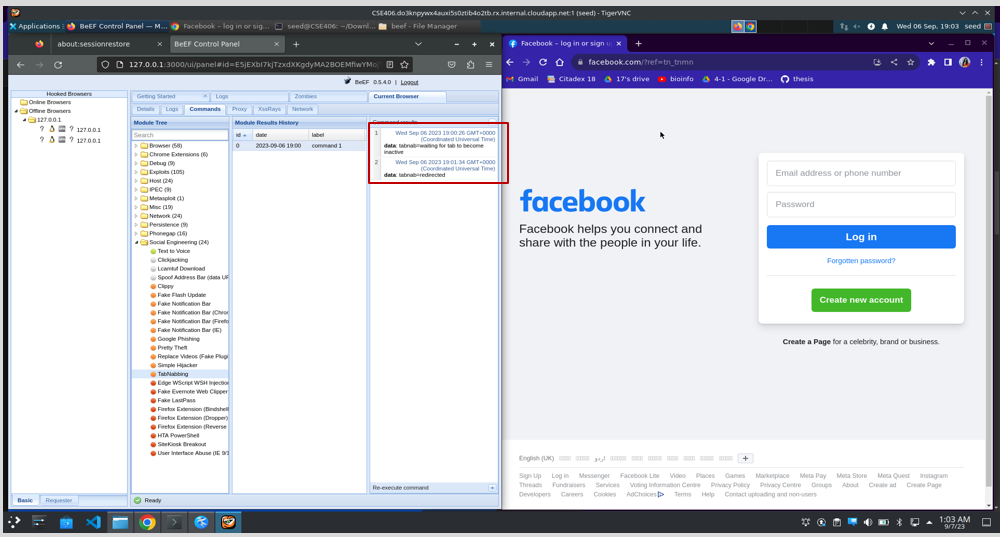 CSE406.do3knpywx4auxi5s0ztib4o2tb.rx.internal.cloudapp.net:1 (seed) - TigerVNC
Applications
BeEF Control Panel — M...
Facebook – log in or sig...
seed@CSE406: ~/Downl...
beef - File Manager
Wed 06 Sep, 19:03 seed
about:sessionrestore
BeEF Control Panel
Facebook – log in or sign u
127.0.0.1:3000/ui/panel#id=
facebook.com/?ref=tn_tnmn
Gmail Citadex 18 17's drive bioinfo 4-1 - Google Dr... thesis
BeEF 0.5.4.0 | Logout
Hooked Browsers
Online Browsers
Offline Browsers
127.0.0.1
? ? 127.0.0.1
? ? 127.0.0.1
Basic Requester
Getting Started Logs Zombies Current Browser
Details Logs Commands Proxy XssRays Network
Module Tree
Search
Browser (58)
Chrome Extensions (6)
Debug (9)
Exploits (105)
Host (24)
IPEC (9)
Metasploit (1)
Misc (19)
Network (24)
Persistence (9)
Phonegap (16)
Social Engineering (24)
Text to Voice
Clickjacking
Lcamtuf Download
Spoof Address Bar (data UR
Clippy
Fake Flash Update
Fake Notification Bar
Fake Notification Bar (Chror
Fake Notification Bar (Firefo
Fake Notification Bar (IE)
Google Phishing
Pretty Theft
Replace Videos (Fake Plugi
Simple Hijacker
TabNabbing
Edge WScript WSH Injectior
Fake Evernote Web Clipper
Fake LastPass
Firefox Extension (Bindshell
Firefox Extension (Dropper)
Firefox Extension (Reverse
HTA PowerShell
SiteKiosk Breakout
User Interface Abuse (IE 9/1
Module Results History
id date label
0 2023-09-06 19:00 command 1
Command results
1 Wed Sep 06 2023 19:00:26 GMT+0000
(Coordinated Universal Time)
data: tabnab=waiting for tab to become
inactive
2 Wed Sep 06 2023 19:01:34 GMT+0000
(Coordinated Universal Time)
data: tabnab=redirected
Re-execute command
Ready
facebook
Facebook helps you connect and
share with the people in your life.
Email address or phone number
Password
Log in
Forgotten password?
Create new account
Create a Page for a celebrity, brand or business.
English (UK) اردو
Sign Up Log in Messenger Facebook Lite Video Places Games Marketplace Meta Pay Meta Store Meta Quest Instagram
Threads Fundraisers Services Voting Information Centre Privacy Policy Privacy Centre Groups About Create ad Create Page
Developers Careers Cookies AdChoices Terms Help Contact uploading and non-users
1:03 AM
9/7/23